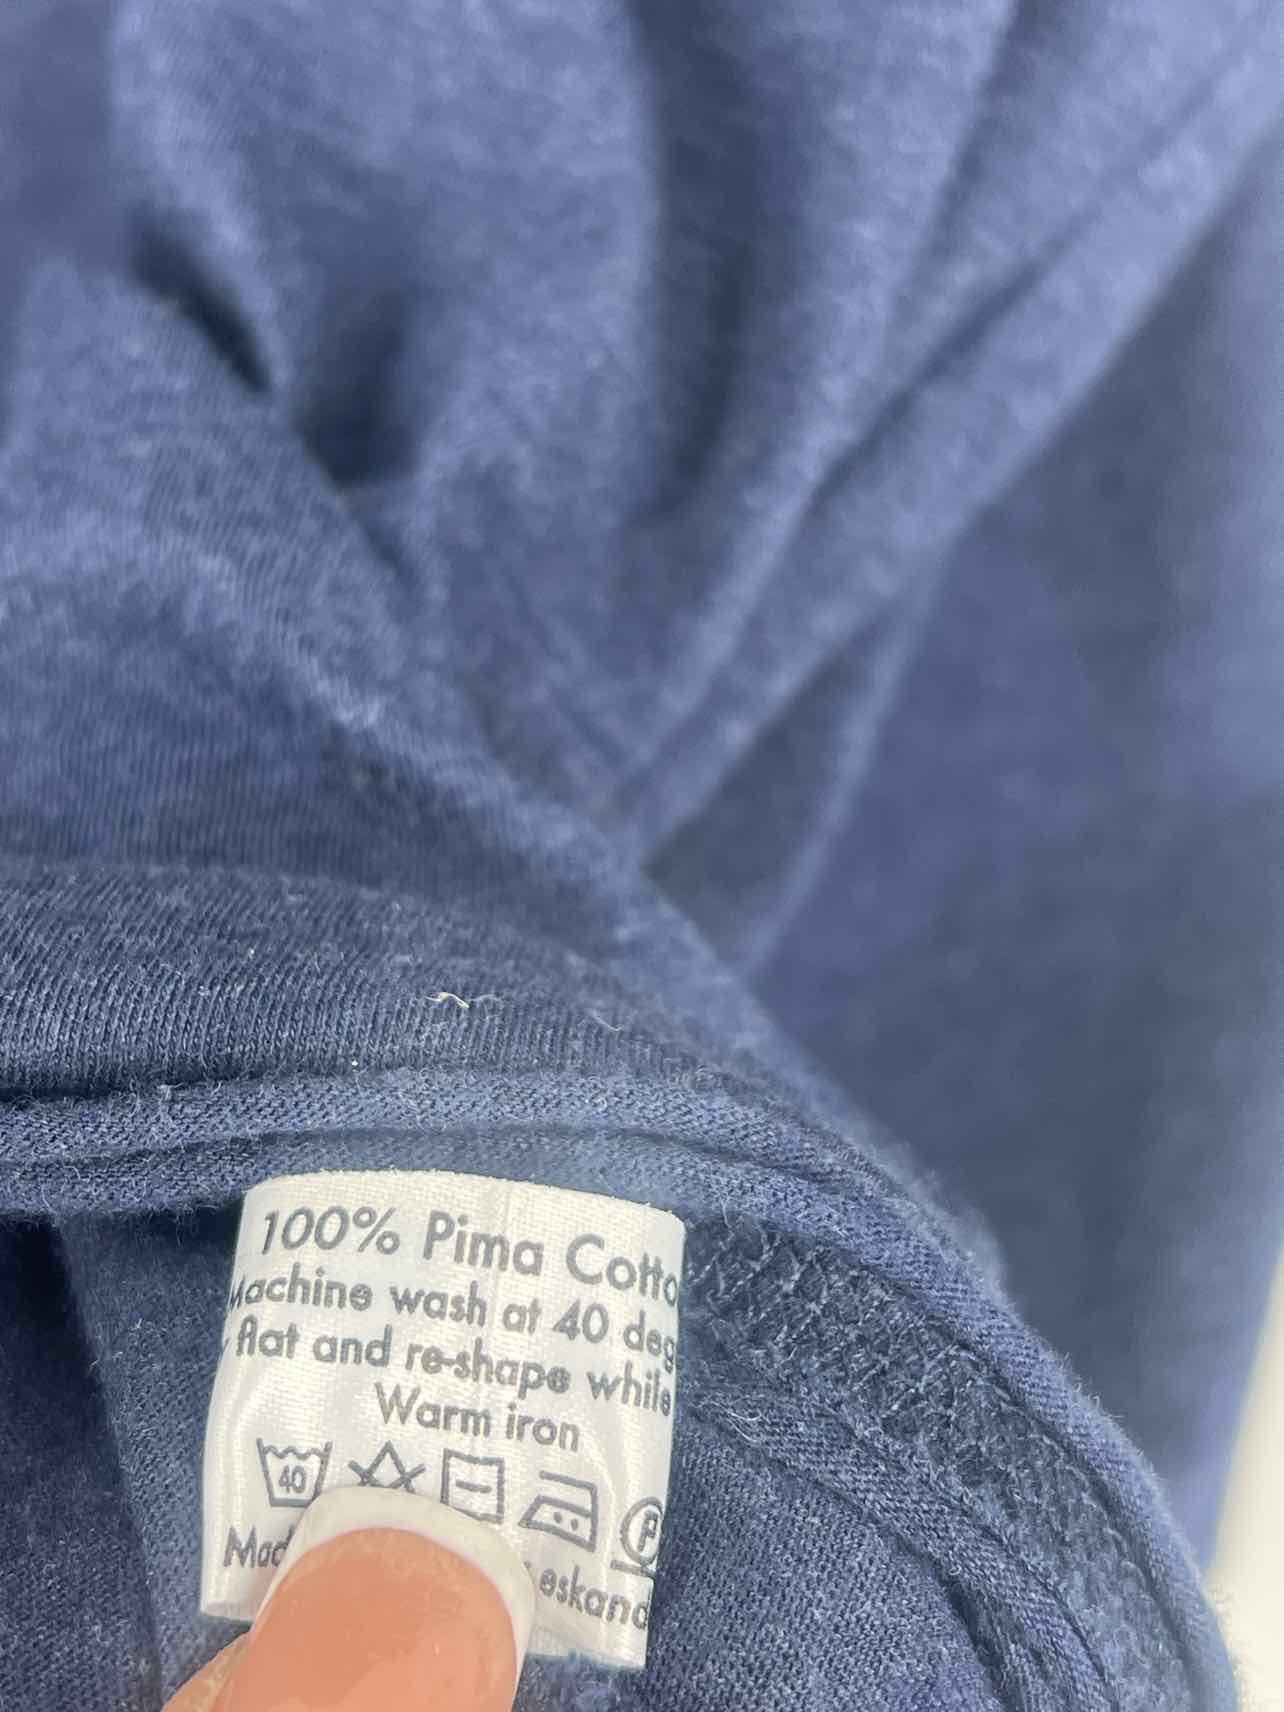 100% Pima Cotto
Machine wash at 40 deg
flat and re-shape while
Warm iron
40 P
Mad eskand